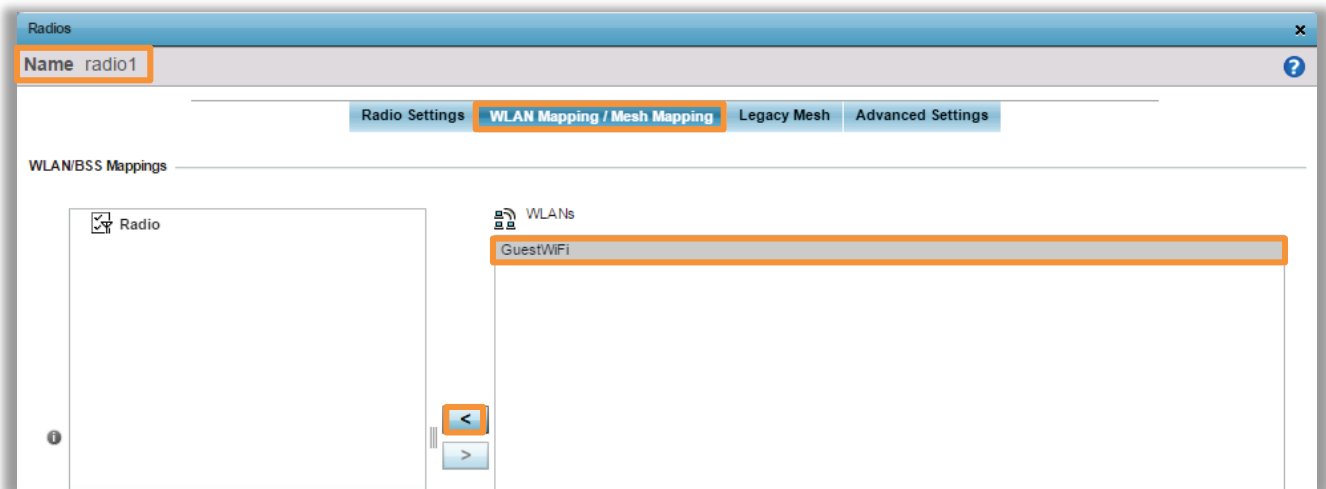 Radios x
Name radio1 ?
Radio Settings WLAN Mapping / Mesh Mapping Legacy Mesh Advanced Settings
WLAN/BSS Mappings
Radio
WLANs
GuestWiFi
<
>